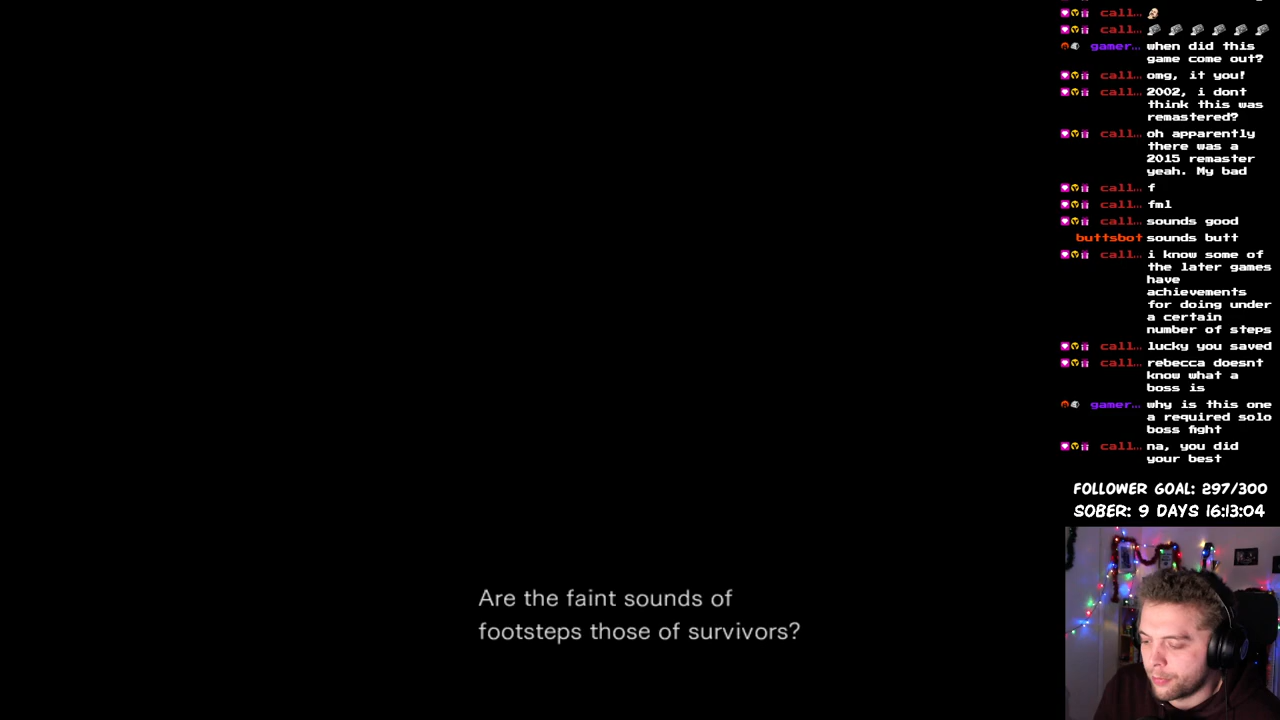 call...
call...
gamer... when did this
game come out?
call... omg, it you!
call... 2002, i dont
think this was
remastered?
call... oh apparently
there was a
2015 remaster
yeah. My bad
call... f
call... fml
call... sounds good
buttsbot sounds butt
call... i know some of
the later games
have
achievements
for doing under
a certain
number of steps
call... lucky you saved
call... rebecca doesnt
know what a
boss is
gamer... why is this one
a required solo
boss fight
call... na, you did
your best
FOLLOWER GOAL: 297/300
SOBER: 9 DAYS 16:13:04
Are the faint sounds of
footsteps those of survivors?